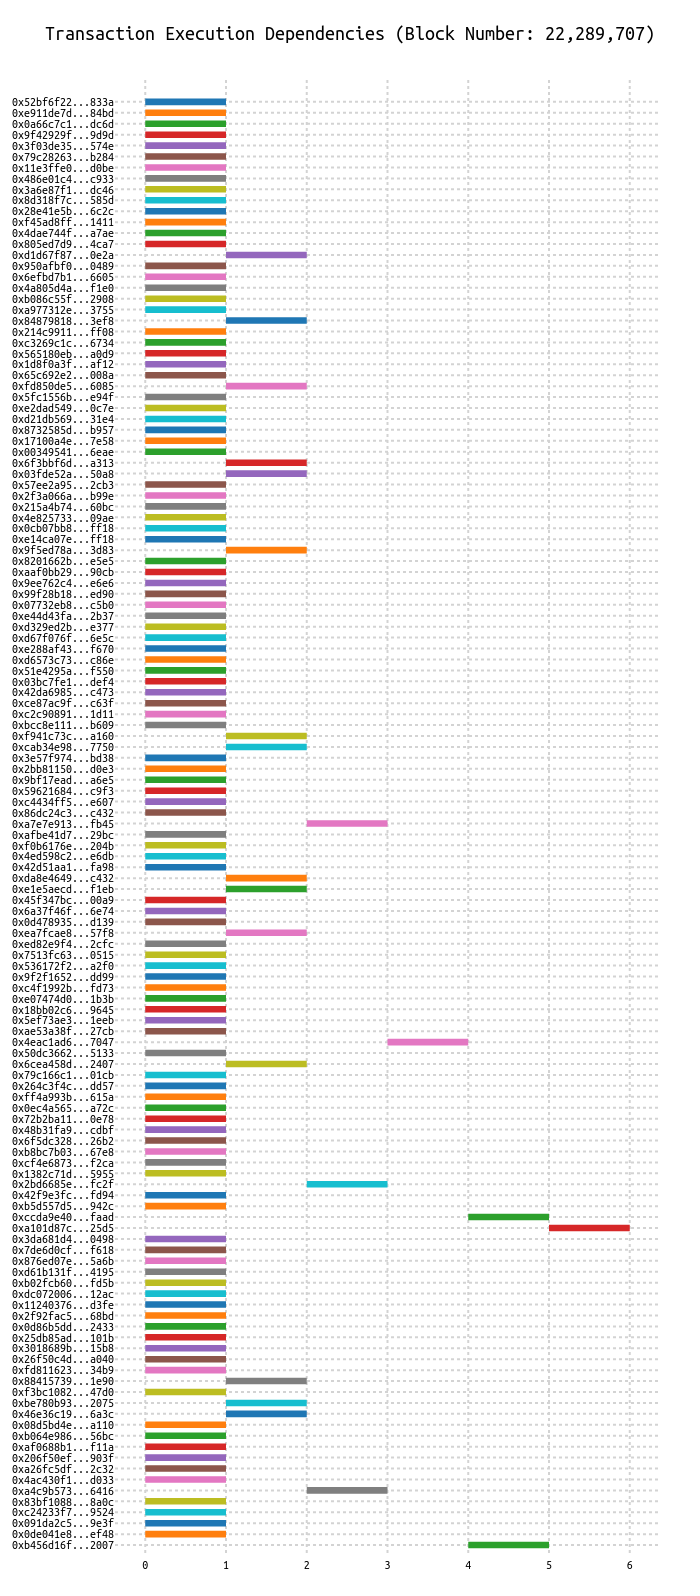 Transaction Execution Dependencies (Block Number: 22,289,707)
0x52bf6f22...833a
0xe911de7d...84bd
0x0a66c7c1...dc6d
0x9f42929f...9d9d
0x3f03de35...574e
0x79c28263...b284
0x11e3ffe0...d0be
0x486e01c4...c933
0x3a6e87f1...dc46
0x8d318f7c...585d
0x28e41e5b...6c2c
0xf45ad8ff...1411
0x4dae744f...a7ae
0x805ed7d9...4ca7
0xd1d67f87...0e2a
0x950afbf0...0489
0x6efbd7b1...6605
0x4a805d4a...f1e0
0xb086c55f...2908
0xa977312e...3755
0x84879818...3ef8
0x214c9911...ff08
0xc3269c1c...6734
0x565180eb...a0d9
0x1d8f0a3f...af12
0x65c692e2...008a
0xfd850de5...6085
0x5fc1556b...e94f
0xe2dad549...0c7e
0xd21db569...31e4
0x8732585d...b957
0x17100a4e...7e58
0x00349541...6eae
0x6f3bbf6d...a313
0x03fde52a...50a8
0x57ee2a95...2cb3
0x2f3a066a...b99e
0x215a4b74...60bc
0x4e825733...09ae
0x0cb07bb8...ff18
0xe14ca07e...ff18
0x9f5ed78a...3d83
0x8201662b...e5e5
0xaaf0bb29...90cb
0x9ee762c4...e6e6
0x99f28b18...ed90
0x07732eb8...c5b0
0xe44d43fa...2b37
0xd329ed2b...e377
0xd67f076f...6e5c
0xe288af43...f670
0xd6573c73...c86e
0x51e4295a...f550
0x03bc7fe1...def4
0x42da6985...c473
0xce87ac9f...c63f
0xc2c90891...1d11
0xbcc8e111...b609
0xf941c73c...a160
0xcab34e98...7750
0x3e57f974...bd38
0x2bb81150...d0e3
0x9bf17ead...a6e5
0x59621684...c9f3
0xc4434ff5...e607
0x86dc24c3...c432
0xa7e7e913...fb45
0xafbe41d7...29bc
0xf0b6176e...204b
0x4ed598c2...e6db
0x42d51aa1...fa98
0xda8e4649...c432
0xe1e5aecd...f1eb
0x45f347bc...00a9
0x6a37f46f...6e74
0x0d478935...d139
0xea7fcae8...57f8
0xed82e9f4...2cfc
0x7513fc63...0515
0x536172f2...a2f0
0x9f2f1652...dd99
0xc4f1992b...fd73
0xe07474d0...1b3b
0x18bb02c6...9645
0x5ef73ae3...1eeb
0xae53a38f...27cb
0x4eac1ad6...7047
0x50dc3662...5133
0x6cea458d...2407
0x79c166c1...01cb
0x264c3f4c...dd57
0xff4a993b...615a
0x0ec4a565...a72c
0x72b2ba11...0e78
0x48b31fa9...cdbf
0x6f5dc328...26b2
0xb8bc7b03...67e8
0xcf4e6873...f2ca
0x1382c71d...5955
0x2bd6685e...fc2f
0x42f9e3fc...fd94
0xb5d557d5...942c
0xccda9e40...faad
0xa101d87c...25d5
0x3da681d4...0498
0x7de6d0cf...f618
0x876ed07e...5a6b
0xd61b131f...4195
0xb02fcb60...fd5b
0xdc072006...12ac
0x11240376...d3fe
0x2f92fac5...68bd
0x0d86b5dd...2433
0x25db85ad...101b
0x3018689b...15b8
0x26f50c4d...a040
0xfd811623...34b9
0x88415739...1e90
0xf3bc1082...47d0
0xbe780b93...2075
0x46e36c19...6a3c
0x08d5bd4e...a110
0xb064e986...56bc
0xaf0688b1...f11a
0x206f50ef...903f
0xa26fc5df...2c32
0x4ac430f1...d033
0xa4c9b573...6416
0x83bf1088...8a0c
0xc24233f7...9524
0x091da2c5...9e3f
0x0de041e8...ef48
0xb456d16f...2007
0 1 2 3 4 5 6